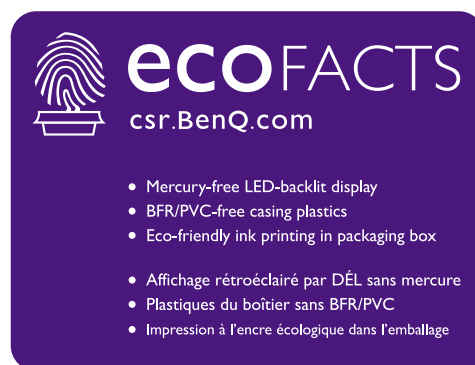 ecoFACTS
csr.BenQ.com
• Mercury-free LED-backlit display
• BFR/PVC-free casing plastics
• Eco-friendly ink printing in packaging box
• Affichage rétroéclairé par DÉL sans mercure
• Plastiques du boîtier sans BFR/PVC
• Impression à l'encre écologique dans l'emballage